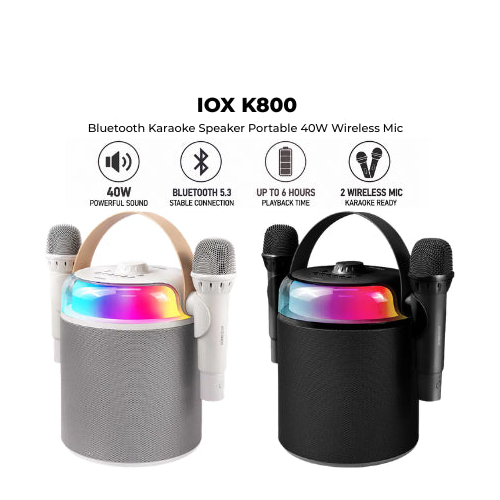 IOX K800
Bluetooth Karaoke Speaker Portable 40W Wireless Mic
40W
POWERFUL SOUND
BLUETOOTH 5.3
STABLE CONNECTION
UP TO 6 HOURS
PLAYBACK TIME
2 WIRELESS MIC
KARAOKE READY